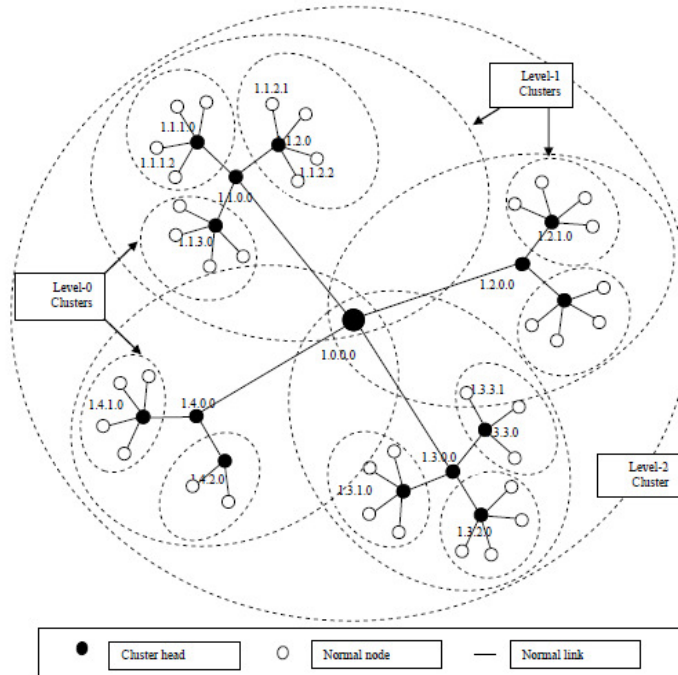 Level-1
Clusters
1.1.2.1
1.1.1.0
1.2.0
1.1.1.2
1.1.2.2
1.1.0.0
1.1.3.0
1.2.1.0
1.2.0.0
Level-0
Clusters
1.0.0.0
1.3.3.1
1.4.1.0
1.4.0.0
3.3.0
1.3.0.0
1.4.2.0
1.3.1.0
Level-2
Cluster
1.3.2.0
Cluster head
Normal node
Normal link